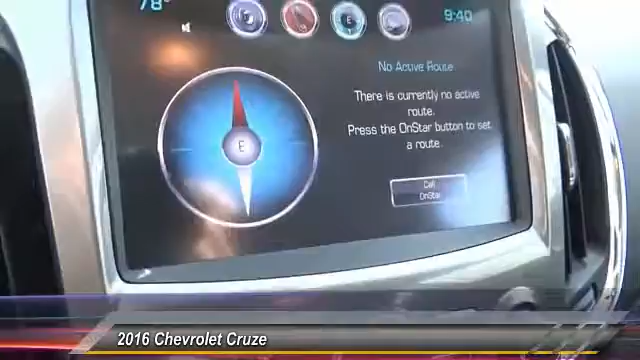 78°
9:40
E
No Active Route
There is currently no active
route.
Press the OnStar button to set
a route.
E
Call
OnStar
2016 Chevrolet Cruze